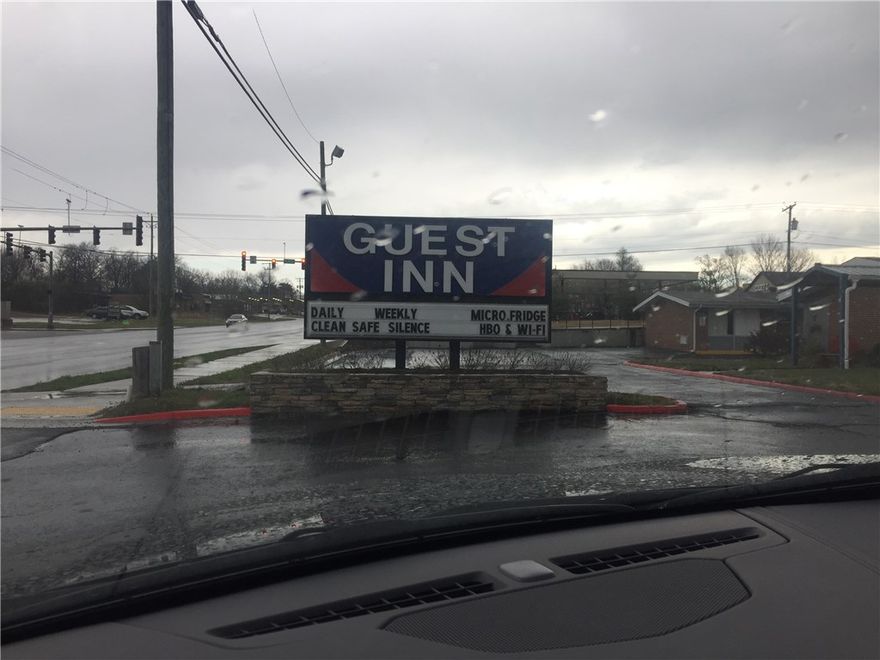 GUEST
INN
DAILY WEEKLY MICRO.FRIDGE
CLEAN SAFE SILENCE HBO & WI-FI